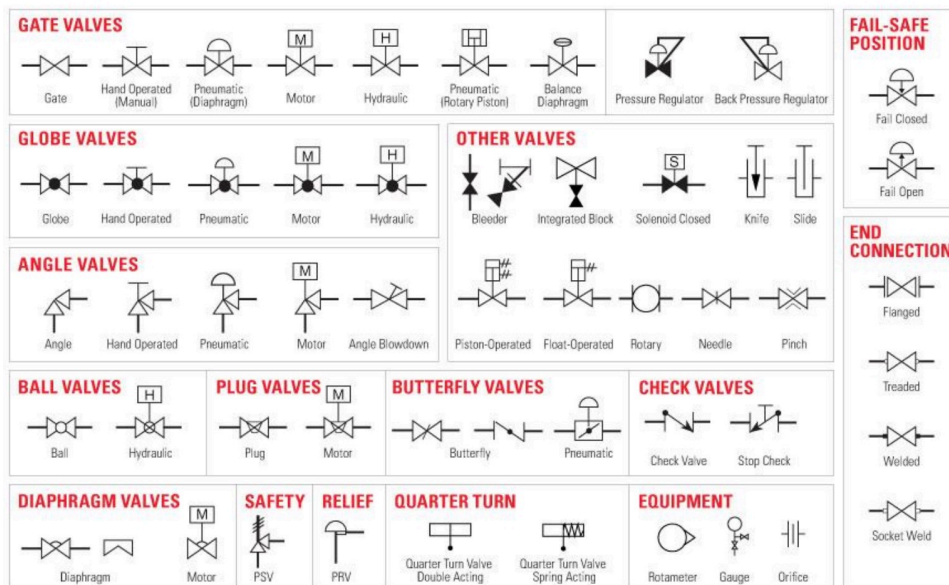 GATE VALVES
M
H
H
Gate
Hand Operated
(Manual)
Pneumatic
(Diaphragm)
Motor
Hydraulic
Pneumatic
(Rotary Piston)
Balance
Diaphragm
Pressure Regulator
Back Pressure Regulator
FAIL-SAFE
POSITION
Fail Closed
Fail Open
GLOBE VALVES
M
H
Globe
Hand Operated
Pneumatic
Motor
Hydraulic
OTHER VALVES
S
Bleeder
Integrated Block
Solenoid Closed
Knife
Slide
Piston-Operated
Float-Operated
Rotary
Needle
Pinch
ANGLE VALVES
M
Angle
Hand Operated
Pneumatic
Motor
Angle Blowdown
END
CONNECTION
Flanged
Treaded
Welded
Socket Weld
BALL VALVES
H
Ball
Hydraulic
PLUG VALVES
M
Plug
Motor
BUTTERFLY VALVES
Butterfly
Pneumatic
CHECK VALVES
Check Valve
Stop Check
DIAPHRAGM VALVES
M
Diaphragm
Motor
SAFETY
PSV
RELIEF
PRV
QUARTER TURN
Quarter Turn Valve
Double Acting
Quarter Turn Valve
Spring Acting
EQUIPMENT
Rotameter
Gauge
Orifice